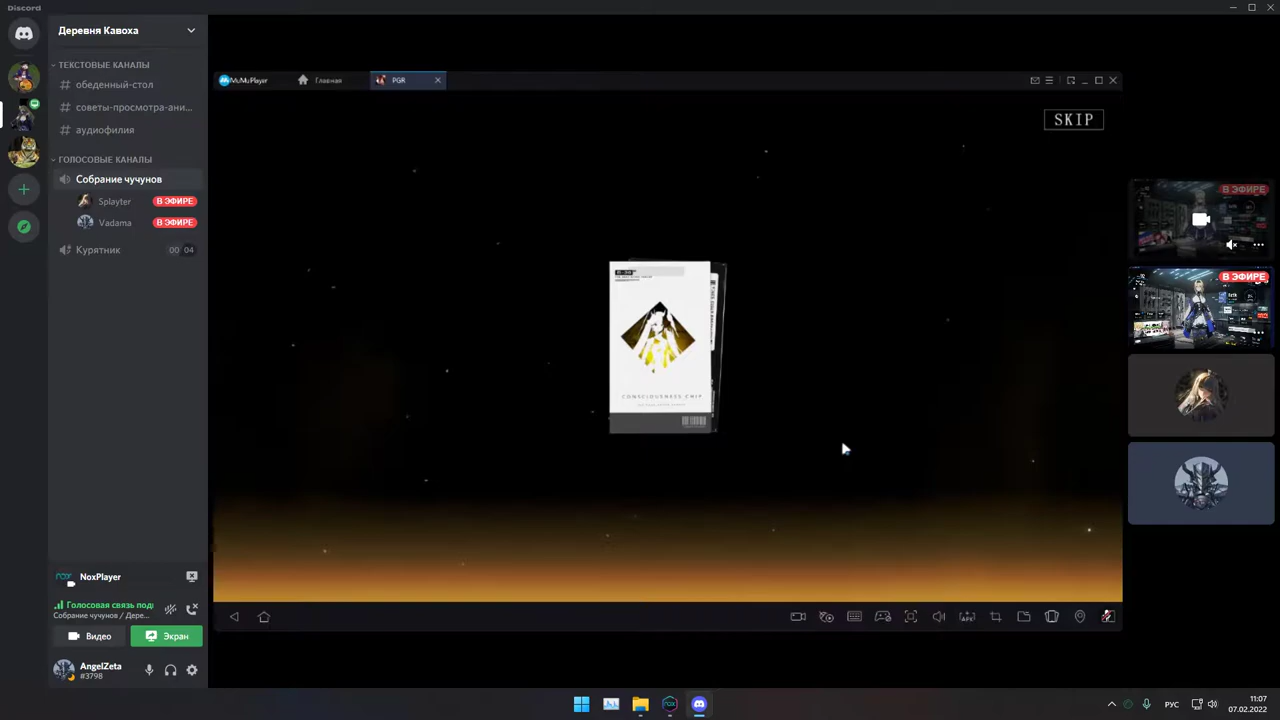 Discord
Деревня Кавоха
ТЕКСТОВЫЕ КАНАЛЫ
обеденный-стол
советы-просмотра-ани...
аудиофилия
ГОЛОСОВЫЕ КАНАЛЫ
Собрание чучунов
Splayter В ЭФИРЕ
Vadama В ЭФИРЕ
Курятник 00 04
MuMuPlayer
Главная
PGR
SKIP
CONSCIOUSNESS CHIP
В ЭФИРЕ
В ЭФИРЕ
nox NoxPlayer
Голосовая связь подн
Собрание чучунов / Дере...
Видео
Экран
AngelZeta
#3798
РУС
11:07
07.02.2022